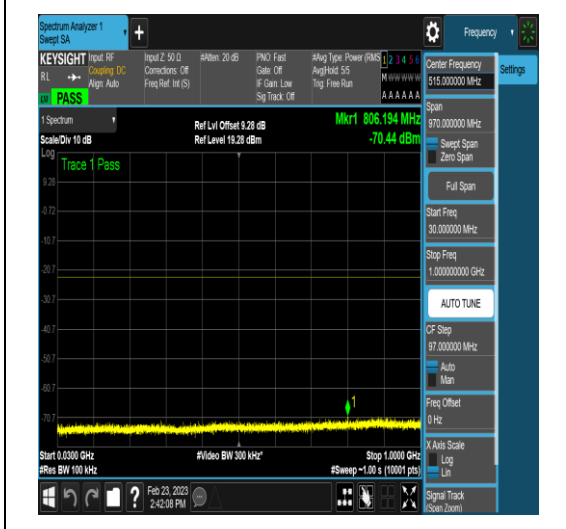 Spectrum Analyzer 1
Swept SA
+
Frequency
KEYSIGHT
RL
PASS
Input: RF
Coupling: DC
Align: Auto
Input Z: 50 Ω
Corrections: Off
Freq Ref: Int (S)
#Atten: 20 dB
PNO: Fast
Gate: Off
IF Gain: Low
Sig Track: Off
#Avg Type: Power (RMS
Avg|Hold: 5/5
Trig: Free Run
1 2 3 4 5 6
M W W W W W
A A A A A A
1 Spectrum
Scale/Div 10 dB
Log
Ref Lvl Offset 9.28 dB
Ref Level 19.28 dBm
Mkr1 806.194 MHz
-70.44 dBm
Trace 1 Pass
9.28
-0.72
-10.7
-20.7
-30.7
-40.7
-50.7
-60.7
-70.7
1
Start 0.0300 GHz
#Res BW 100 kHz
#Video BW 300 kHz*
Stop 1.0000 GHz
#Sweep ~1.00 s (10001 pts)
?
Feb 23, 2023
2:42:08 PM
Center Frequency
515.000000 MHz
Settings
Span
970.000000 MHz
Swept Span
Zero Span
Full Span
Start Freq
30.000000 MHz
Stop Freq
1.000000000 GHz
AUTO TUNE
CF Step
97.000000 MHz
Auto
Man
Freq Offset
0 Hz
X Axis Scale
Log
Lin
Signal Track
(Span Zoom)